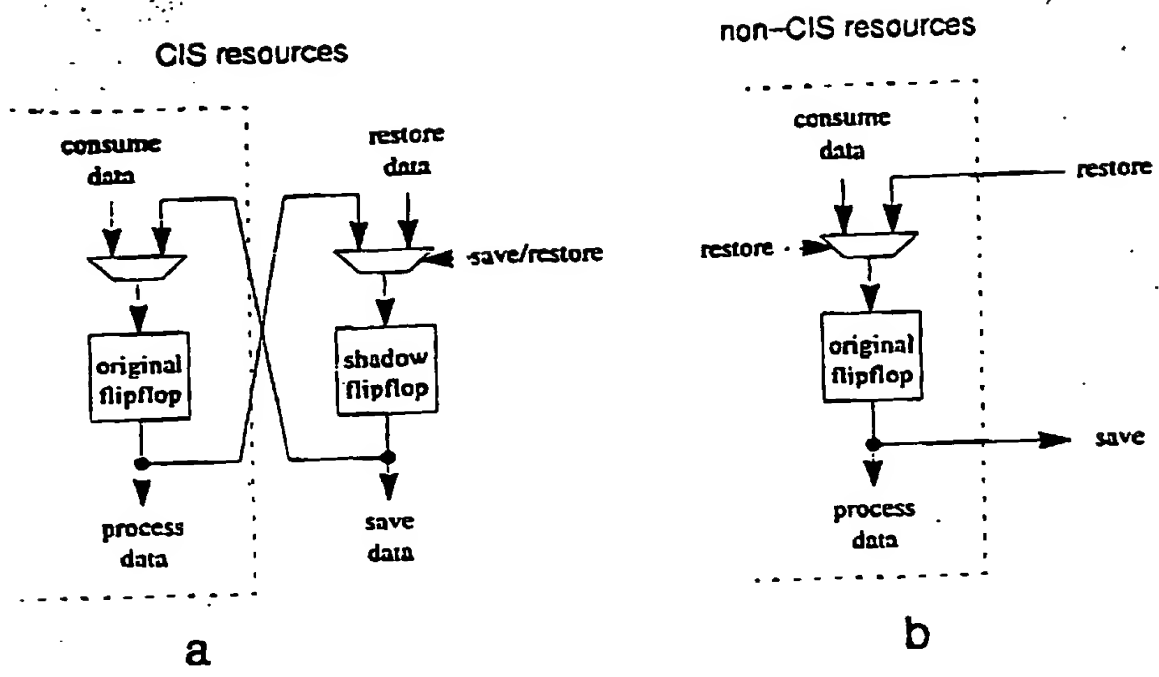 CIS resources
consume
data
restore
data
save/restore
original
flipflop
shadow
flipflop
process
data
save
data
a
non-CIS resources
consume
data
restore
restore
original
flipflop
save
process
data
b